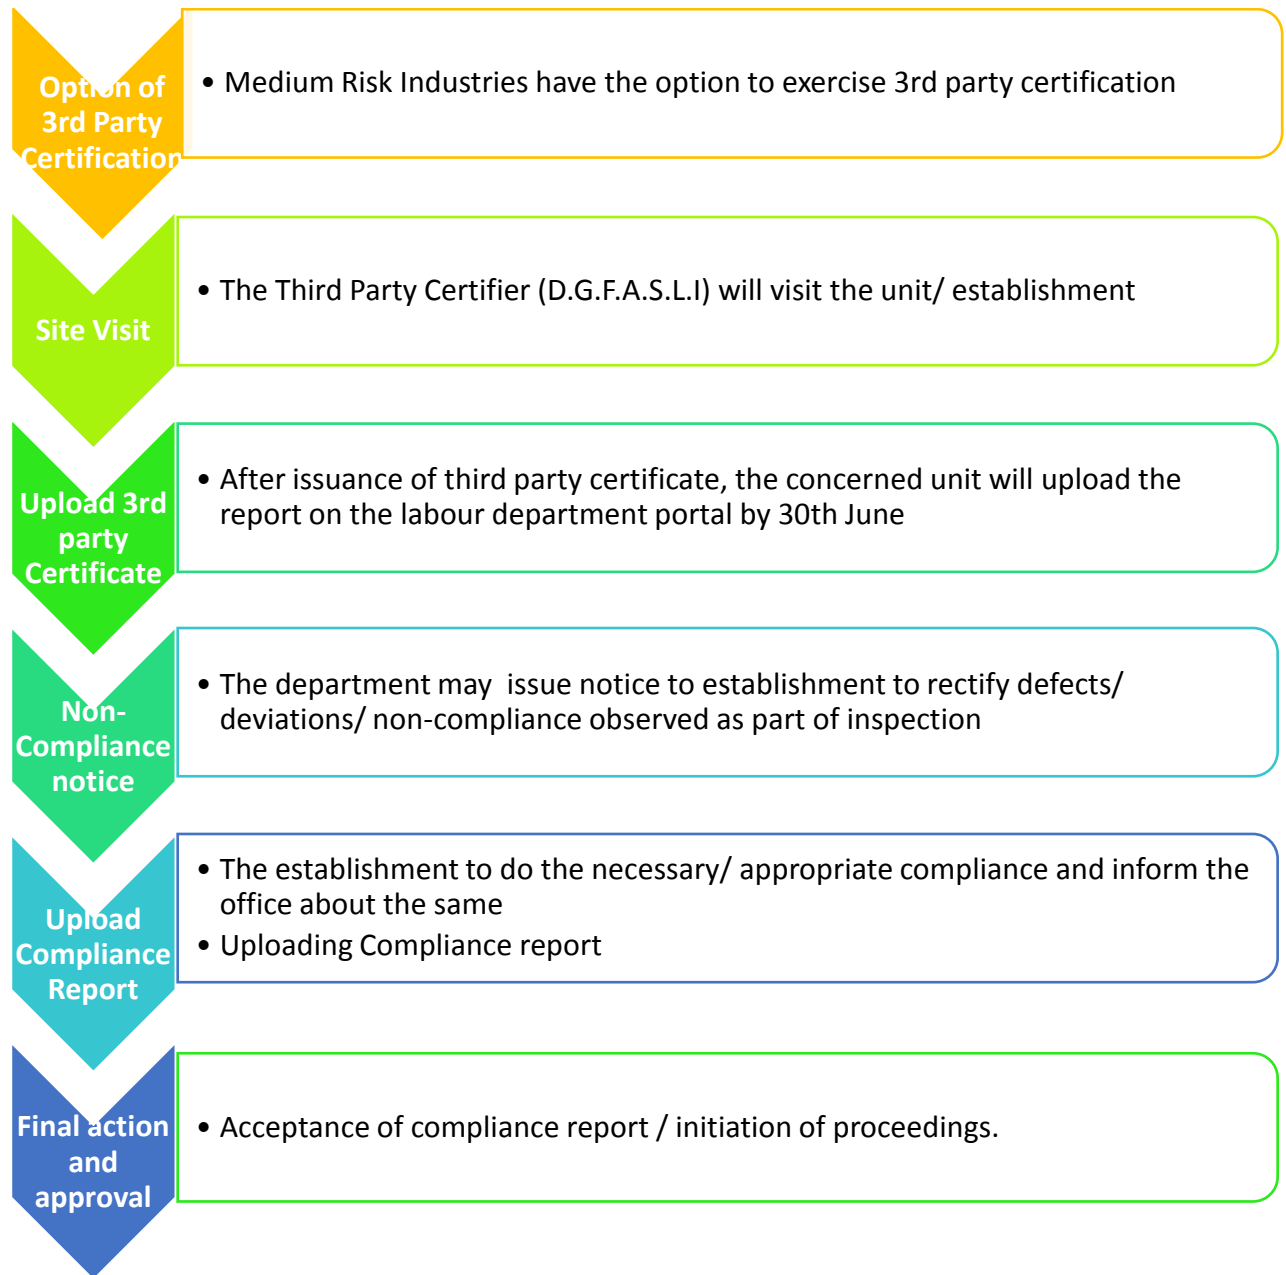 Option of
3rd Party
Certification
• Medium Risk Industries have the option to exercise 3rd party certification
Site Visit
• The Third Party Certifier (D.G.F.A.S.L.I) will visit the unit/ establishment
Upload 3rd
party
Certificate
• After issuance of third party certificate, the concerned unit will upload the
report on the labour department portal by 30th June
Non-
Compliance
notice
• The department may  issue notice to establishment to rectify defects/
deviations/ non-compliance observed as part of inspection
Upload
Compliance
Report
• The establishment to do the necessary/ appropriate compliance and inform the
office about the same
• Uploading Compliance report
Final action
and
approval
• Acceptance of compliance report / initiation of proceedings.